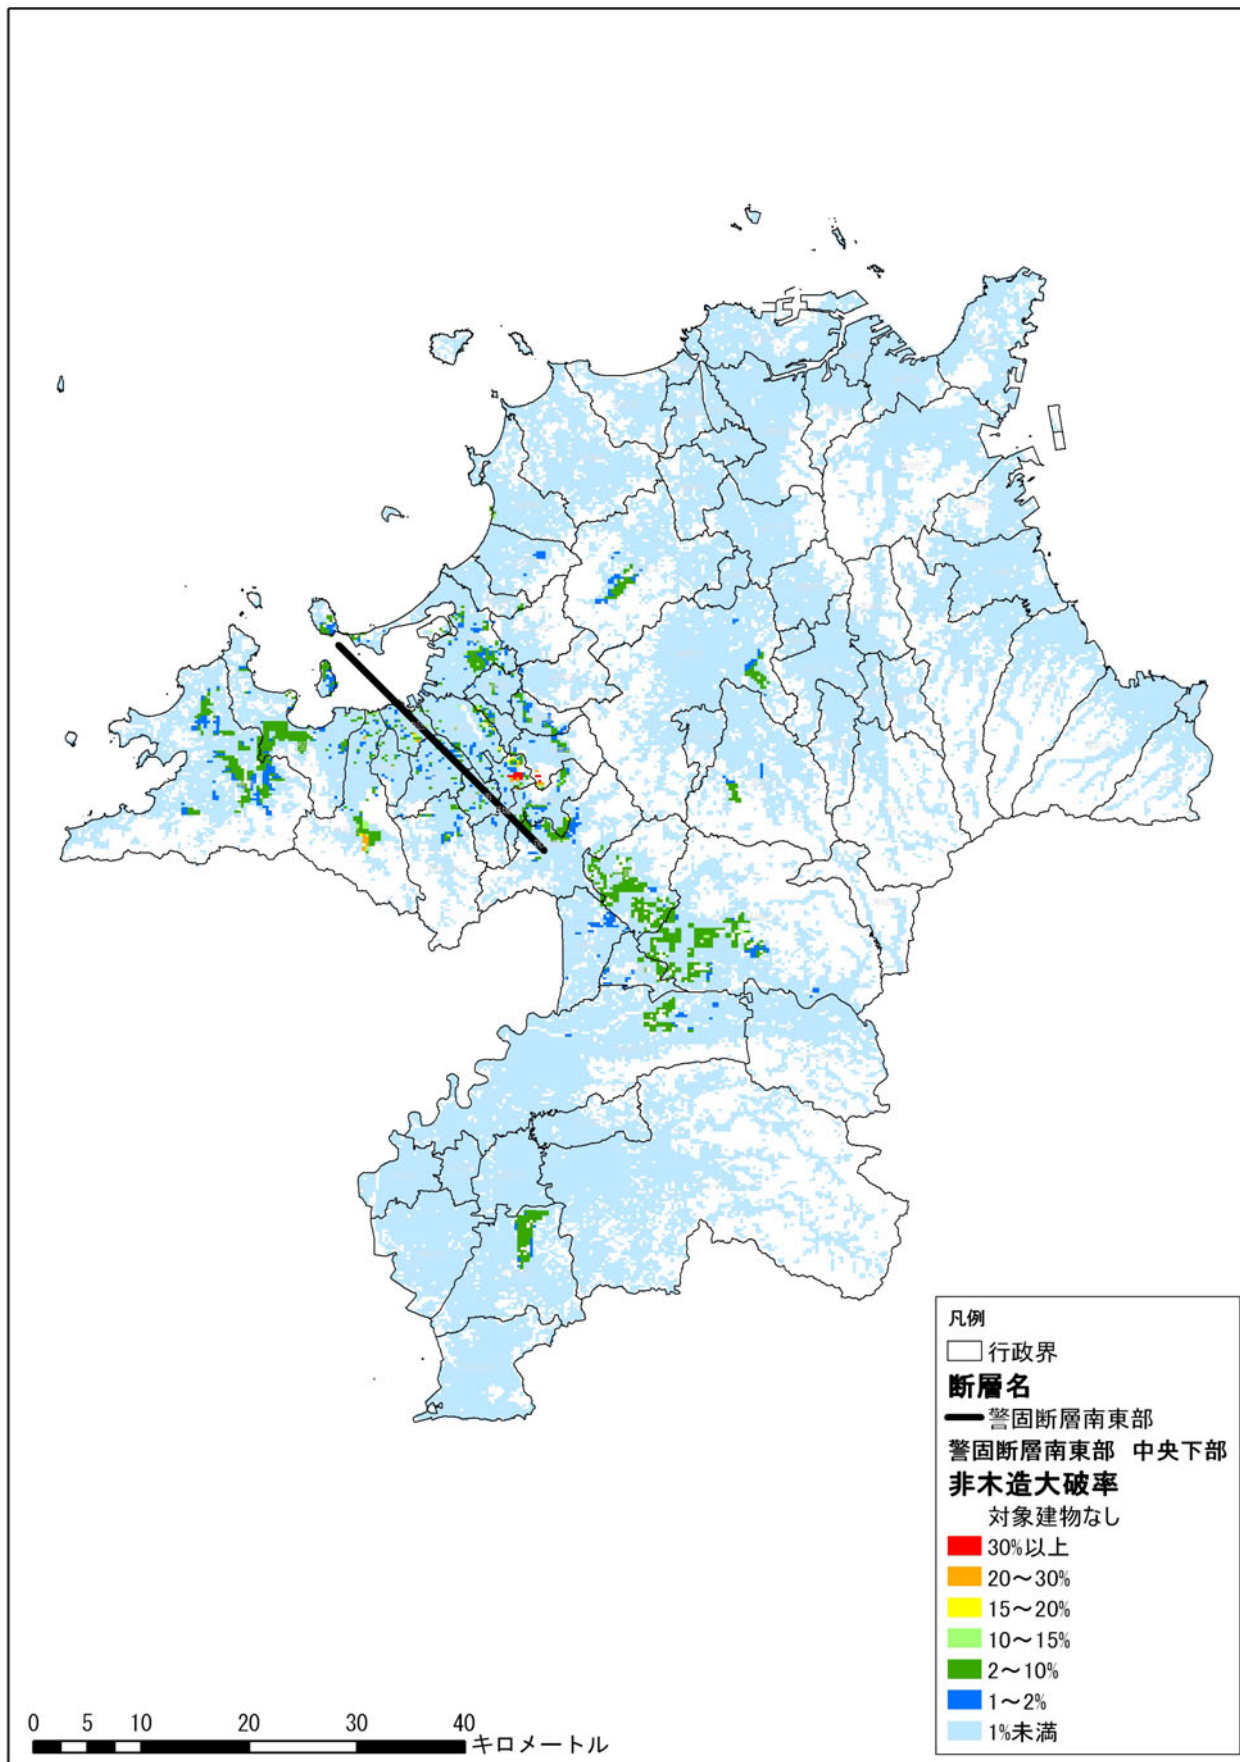 凡例
行政界
断層名
警固断層南東部
警固断層南東部 中央下部
非木造大破率
対象建物なし
30%以上
20～30%
15～20%
10～15%
2～10%
1～2%
1%未満
0 5 10 20 30 40
キロメートル